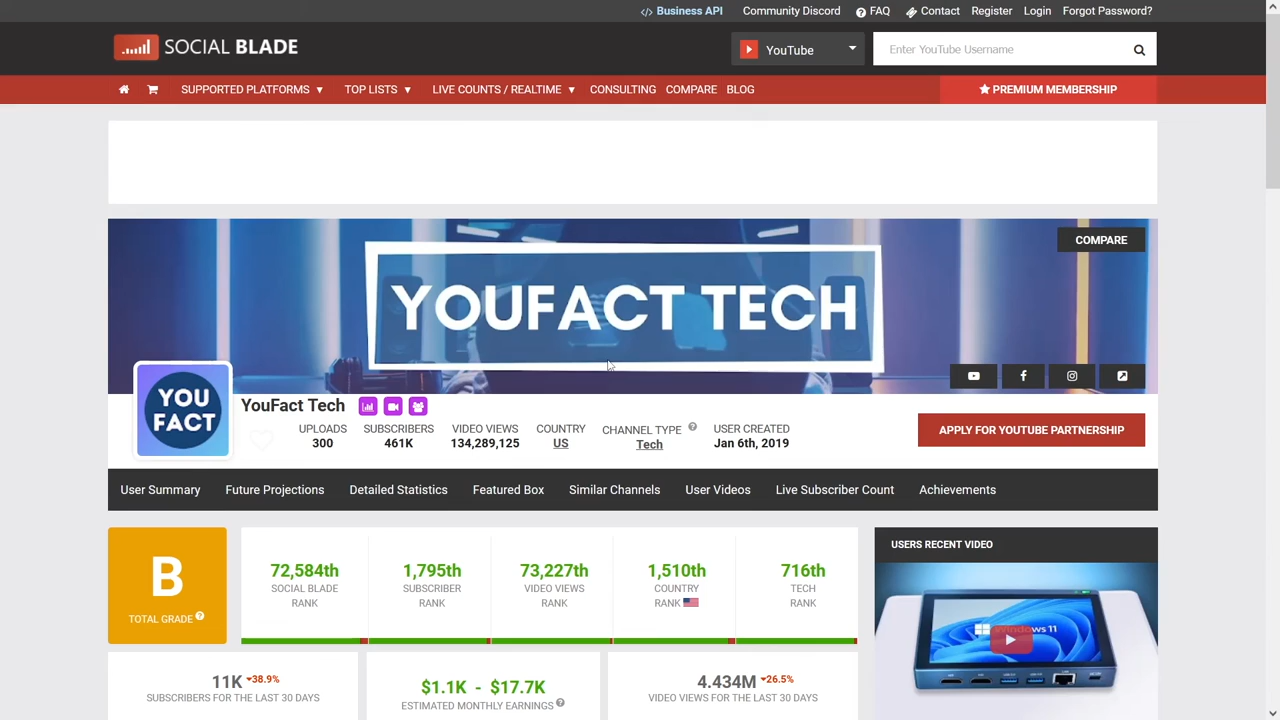 </> Business API Community Discord FAQ Contact Register Login Forgot Password?
SOCIAL BLADE YouTube Enter YouTube Username
SUPPORTED PLATFORMS ▼ TOP LISTS ▼ LIVE COUNTS / REALTIME ▼ CONSULTING COMPARE BLOG PREMIUM MEMBERSHIP
COMPARE
YOUFACT TECH
YOU
FACT
YouFact Tech
UPLOADS SUBSCRIBERS VIDEO VIEWS COUNTRY CHANNEL TYPE USER CREATED
300 461K 134,289,125 US Tech Jan 6th, 2019
APPLY FOR YOUTUBE PARTNERSHIP
User Summary Future Projections Detailed Statistics Featured Box Similar Channels User Videos Live Subscriber Count Achievements
B
TOTAL GRADE
72,584th 1,795th 73,227th 1,510th 716th
SOCIAL BLADE SUBSCRIBER VIDEO VIEWS COUNTRY TECH
RANK RANK RANK RANK RANK
USERS RECENT VIDEO
Windows 11
11K 38.9%
SUBSCRIBERS FOR THE LAST 30 DAYS
$1.1K - $17.7K
ESTIMATED MONTHLY EARNINGS
4.434M 26.5%
VIDEO VIEWS FOR THE LAST 30 DAYS